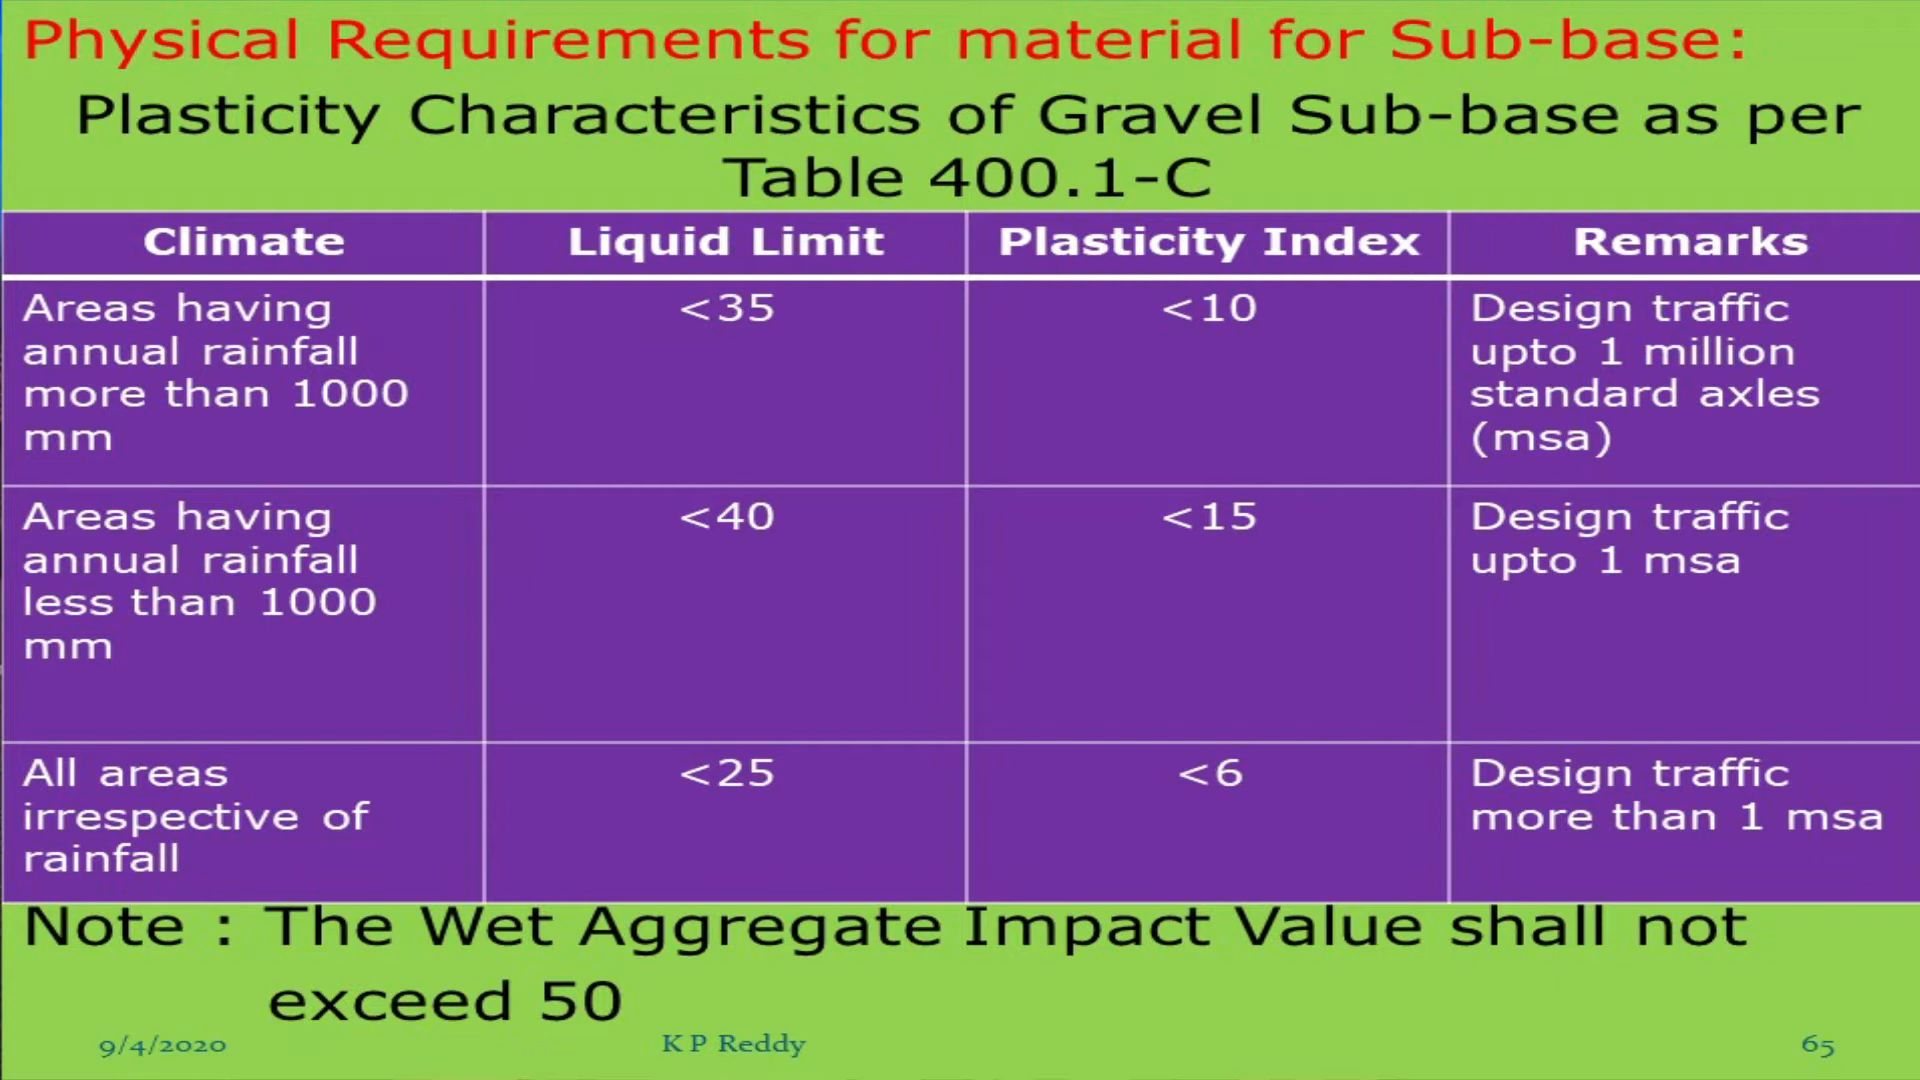 Physical Requirements for material for Sub-base:
Plasticity Characteristics of Gravel Sub-base as per
Table 400.1-C
Climate Liquid Limit Plasticity Index Remarks
Areas having <35 <10 Design traffic
annual rainfall upto 1 million
more than 1000 standard axles
mm (msa)
Areas having <40 <15 Design traffic
annual rainfall upto 1 msa
less than 1000
mm
All areas <25 <6 Design traffic
irrespective of more than 1 msa
rainfall
Note : The Wet Aggregate Impact Value shall not
exceed 50
9/4/2020 K P Reddy 65